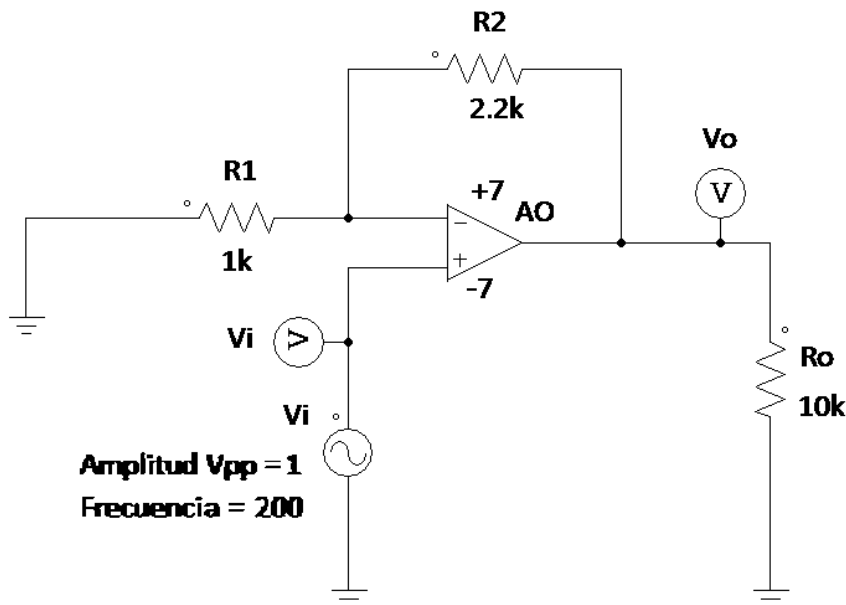 R2
2.2k
Vo
V
R1
+7
AO
−
1k
+
-7
Vi
V
Ro
10k
Vi
Amplitud Vpp = 1
Frecuencia = 200